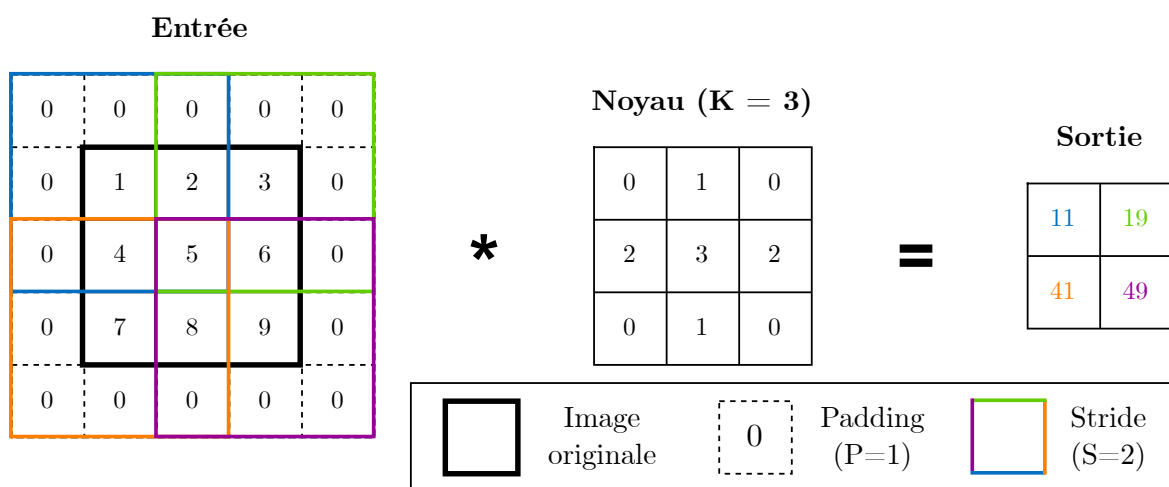 Entrée
0 0 0 0 0
0 1 2 3 0
0 4 5 6 0
0 7 8 9 0
0 0 0 0 0
*
Noyau (K = 3)
0 1 0
2 3 2
0 1 0
=
Sortie
11 19
41 49
Image
originale
0
Padding
(P=1)
Stride
(S=2)